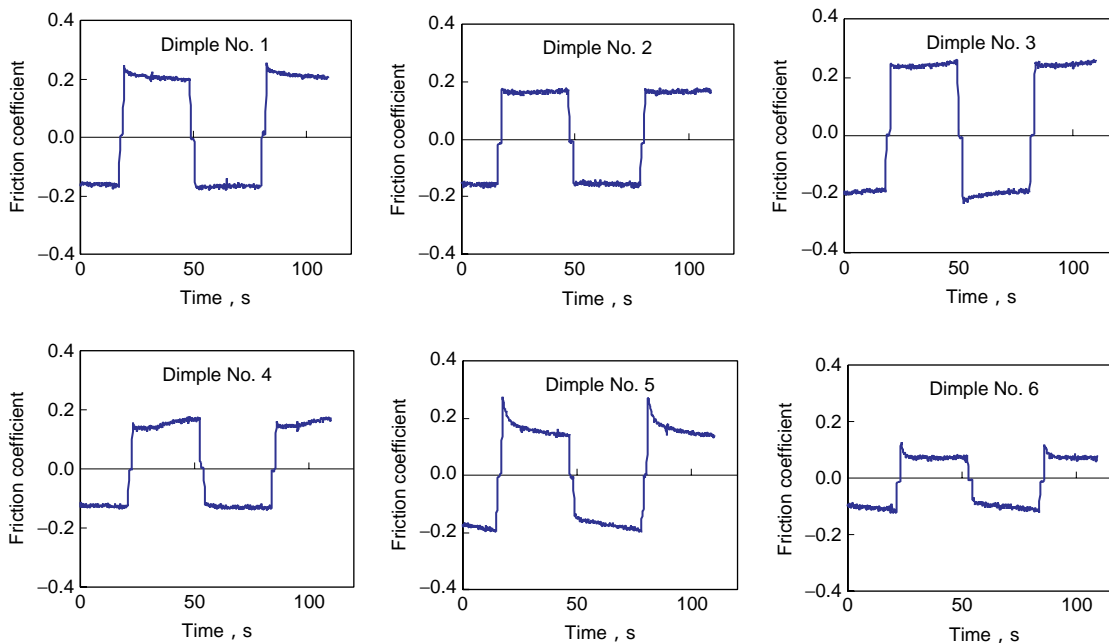 Dimple No. 1
Friction coefficient
0.4
0.2
0.0
−0.2
−0.4
0
50
100
Time , s
Dimple No. 2
Friction coefficient
0.4
0.2
0.0
−0.2
−0.4
0
50
100
Time , s
Dimple No. 3
Friction coefficient
0.4
0.2
0.0
−0.2
−0.4
0
50
100
Time , s
Dimple No. 4
Friction coefficient
0.4
0.2
0.0
−0.2
−0.4
0
50
100
Time , s
Dimple No. 5
Friction coefficient
0.4
0.2
0.0
−0.2
−0.4
0
50
100
Time , s
Dimple No. 6
Friction coefficient
0.4
0.2
0.0
−0.2
−0.4
0
50
100
Time , s